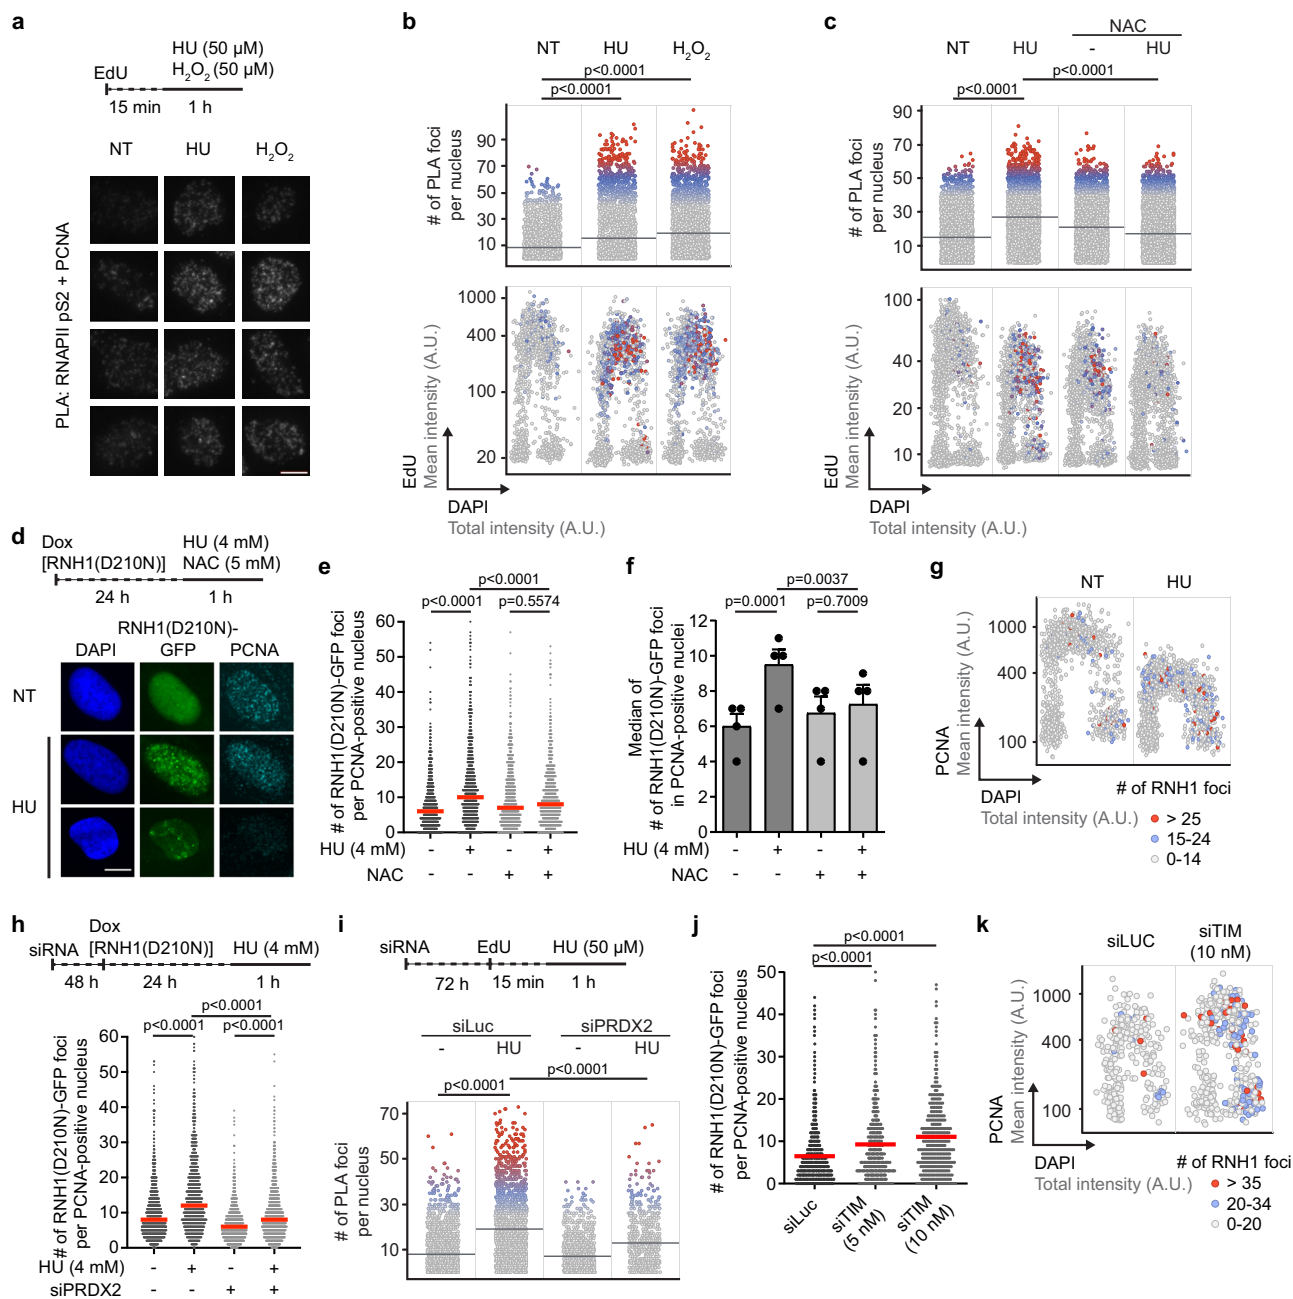 a
HU (50 µM)
H2O2 (50 µM)
EdU
15 min
1 h
NT
HU
H2O2
PLA: RNAPII pS2 + PCNA
b
NT
HU
H2O2
p<0.0001
p<0.0001
# of PLA foci
per nucleus
90
70
50
30
10
1000
400
100
20
EdU
Mean intensity (A.U.)
DAPI
Total intensity (A.U.)
c
NAC
NT
HU
-
HU
p<0.0001
p<0.0001
# of PLA foci
per nucleus
90
70
50
30
10
100
40
20
10
EdU
Mean intensity (A.U.)
DAPI
Total intensity (A.U.)
d
Dox
[RNH1(D210N)]
HU (4 mM)
NAC (5 mM)
24 h
1 h
RNH1(D210N)-
DAPI
GFP
PCNA
NT
HU
e
p<0.0001
p<0.0001
p=0.5574
# of RNH1(D210N)-GFP foci
per PCNA-positive nucleus
60
50
40
30
20
10
0
HU (4 mM)
- + - +
NAC
- - + +
f
p=0.0037
p=0.0001
p=0.7009
Median of
# of RNH1(D210N)-GFP foci
in PCNA-positive nuclei
12
10
8
6
4
2
0
HU (4 mM)
- + - +
NAC
- - + +
g
NT
HU
1000
400
100
PCNA
Mean intensity (A.U.)
DAPI
Total intensity (A.U.)
# of RNH1 foci
> 25
15-24
0-14
h
siRNA
Dox
[RNH1(D210N)]
HU (4 mM)
48 h
24 h
1 h
p<0.0001
p<0.0001
p<0.0001
# of RNH1(D210N)-GFP foci
per PCNA-positive nucleus
60
50
40
30
20
10
0
HU (4 mM)
- + - +
siPRDX2
- - + +
i
siRNA
EdU
HU (50 µM)
72 h
15 min
1 h
siLuc
siPRDX2
-
HU
-
HU
p<0.0001
p<0.0001
# of PLA foci
per nucleus
70
50
30
10
j
p<0.0001
p<0.0001
# of RNH1(D210N)-GFP foci
per PCNA-positive nucleus
50
40
30
20
10
0
siLuc
siTIM
(5 nM)
siTIM
(10 nM)
k
siLUC
siTIM
(10 nM)
1000
400
100
PCNA
Mean intensity (A.U.)
DAPI
Total intensity (A.U.)
# of RNH1 foci
> 35
20-34
0-20